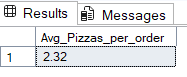 Results Messages
Avg_Pizzas_per_order
1 2.32